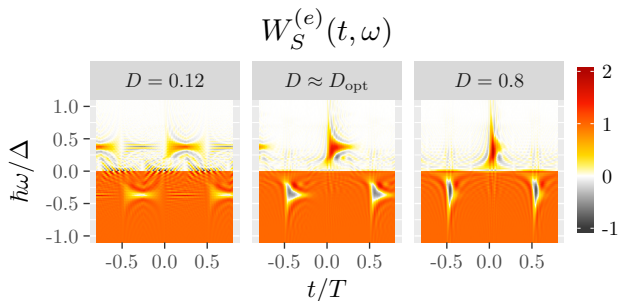 W_S^{(e)}(t, ω)
D = 0.12
D ≈ D_opt
D = 0.8
ħω/Δ
1.0
0.5
0.0
-0.5
-1.0
-0.5 0.0 0.5
-0.5 0.0 0.5
-0.5 0.0 0.5
t/T
2
1
0
-1